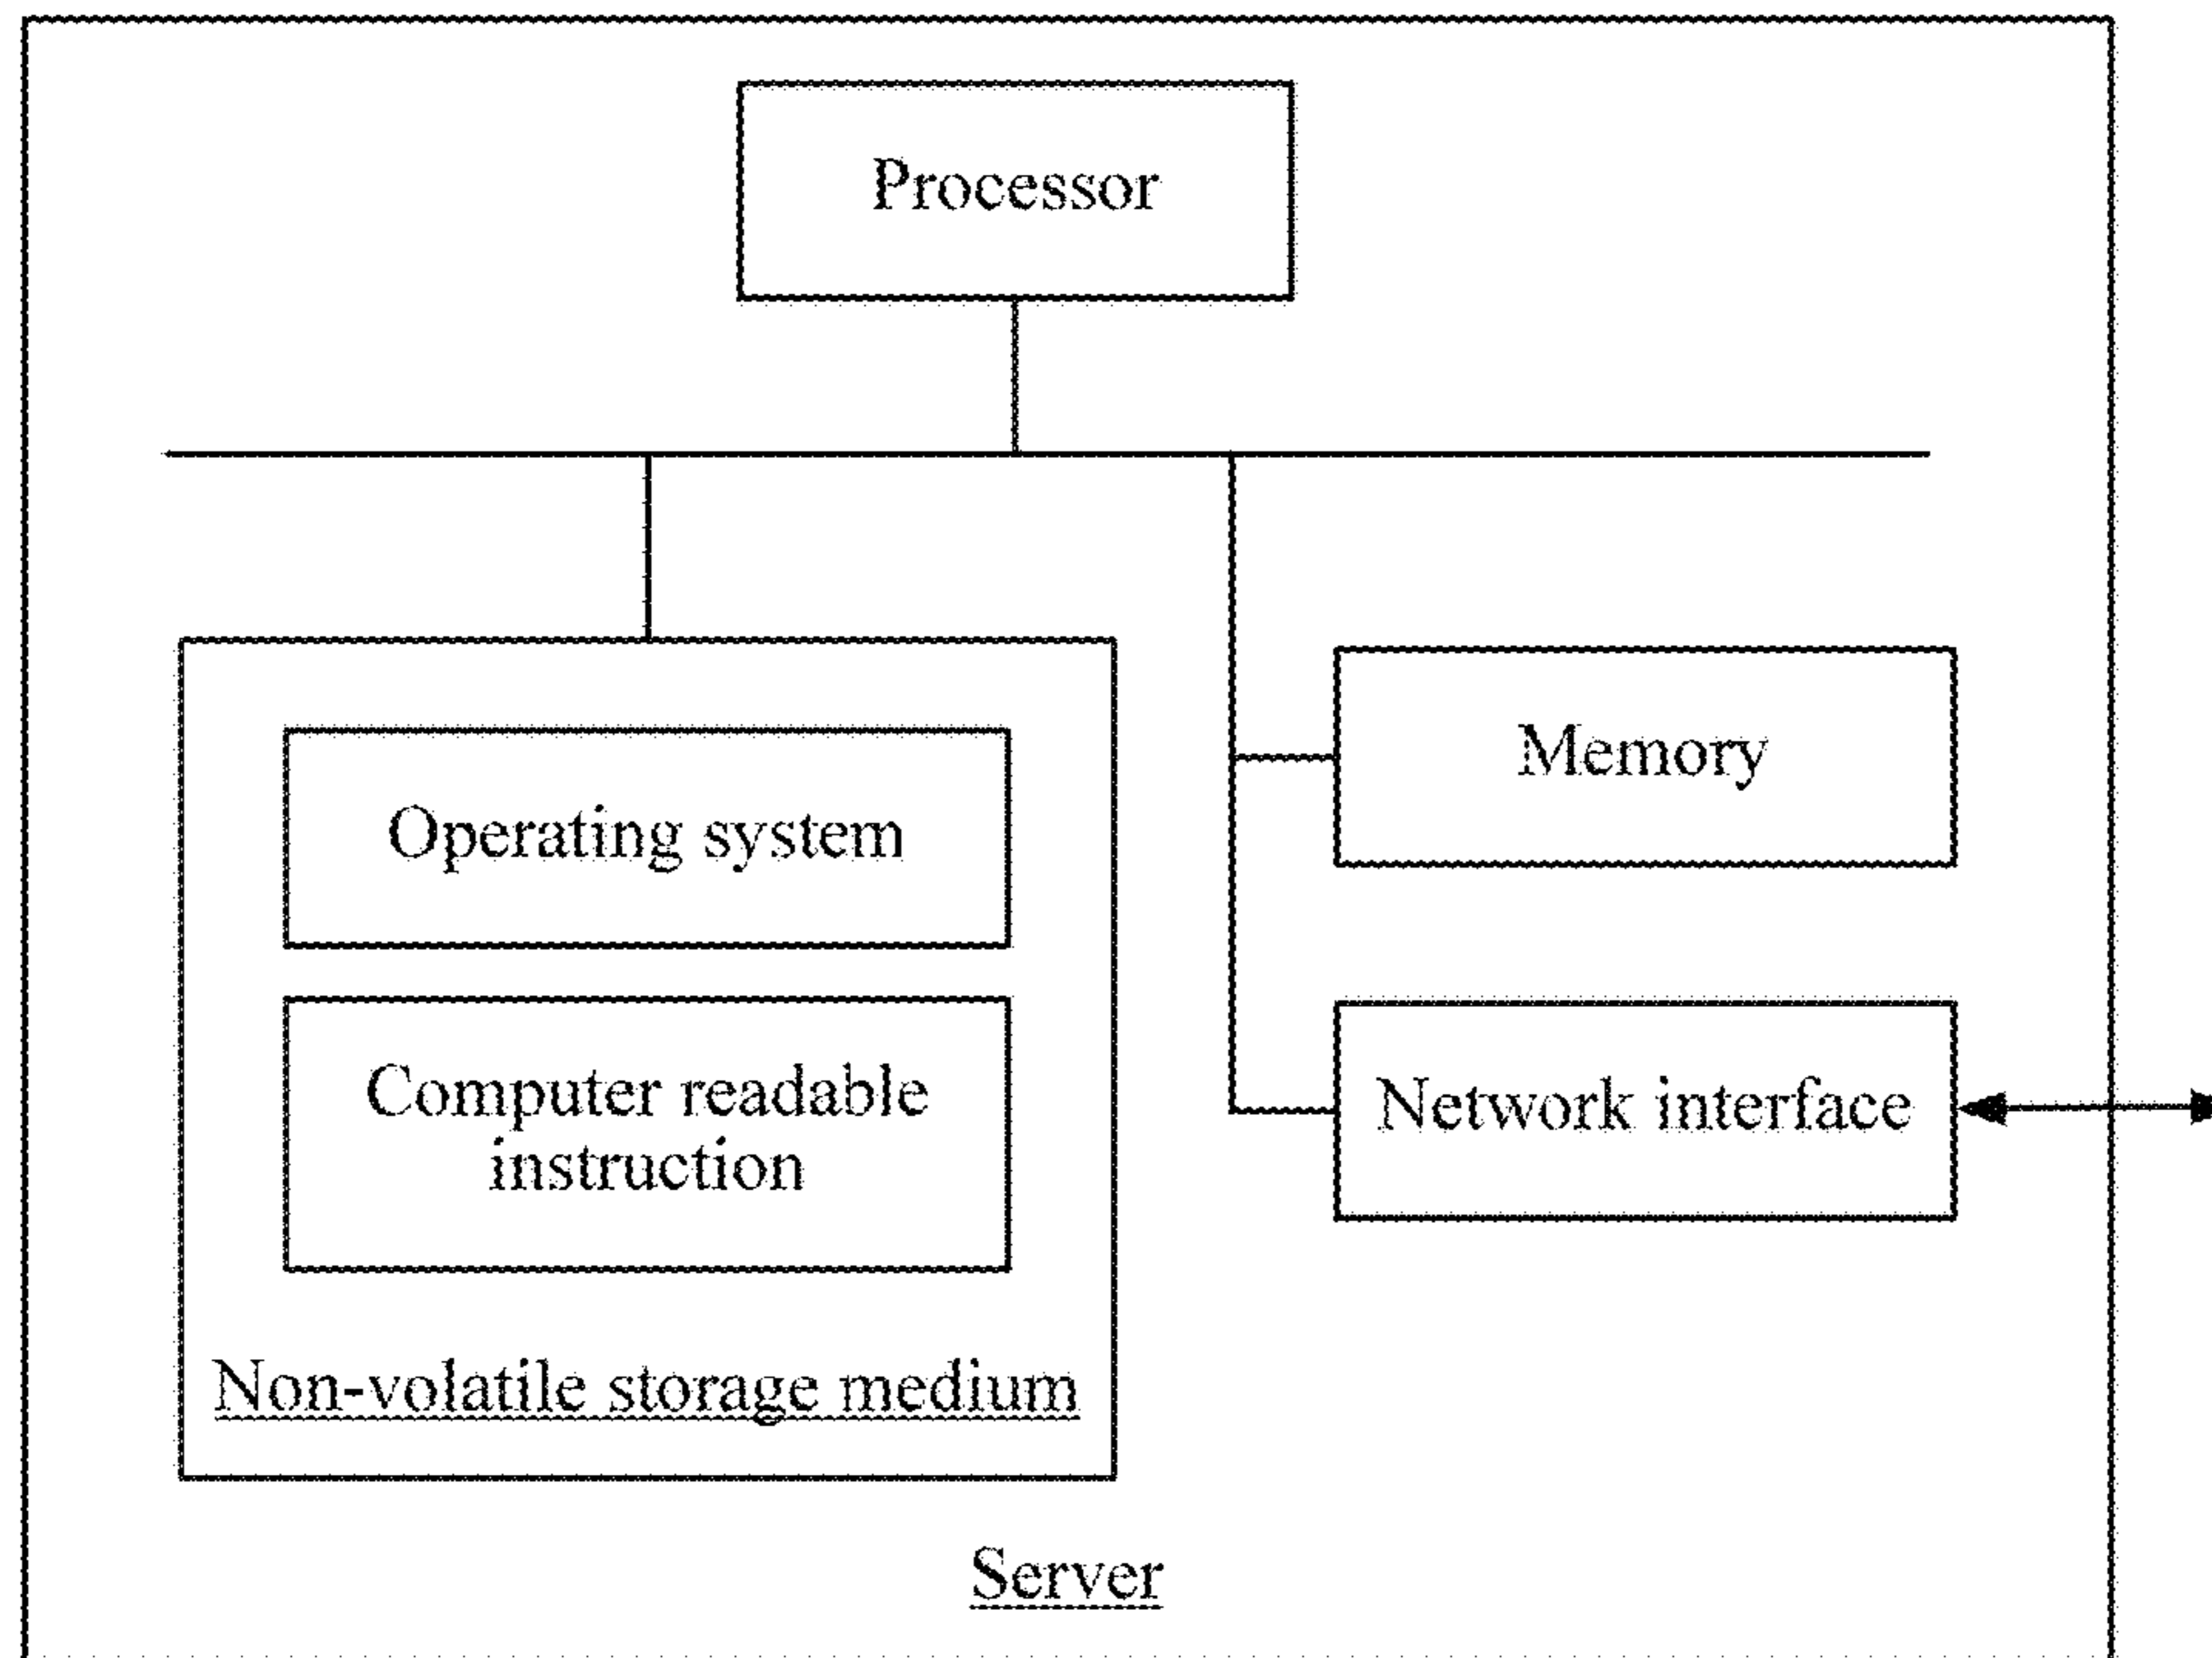 Processor
Memory
Operating system
Computer readable
instruction
Network interface
Non-volatile storage medium
Server